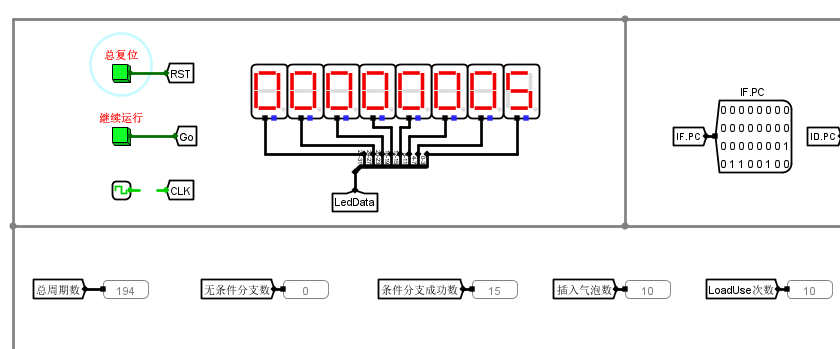 总复位
RST
继续运行
Go
CLK
00000005
LedData
IF.PC
IF.PC
00000000
00000000
00000001
01100100
ID.PC
总周期数 194
无条件分支数 0
条件分支成功数 15
插入气泡数 10
LoadUse次数 10